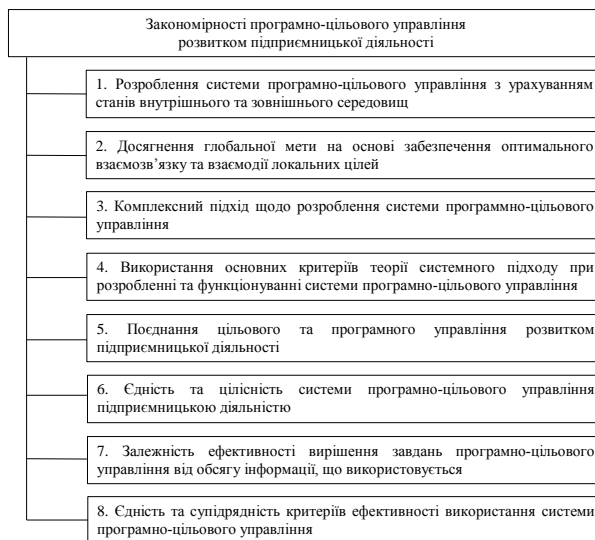 Закономірності програмно-цільового управління
розвитком підприємницької діяльності
1. Розроблення системи програмно-цільового управління з урахуванням
станів внутрішнього та зовнішнього середовищ
2. Досягнення глобальної мети на основі забезпечення оптимального
взаємозв’язку та взаємодії локальних цілей
3. Комплексний підхід щодо розроблення системи программно-цільового
управління
4. Використання основних критеріїв теорії системного підходу при
розробленні та функціонуванні системи програмно-цільового управління
5. Поєднання цільового та програмного управління розвитком
підприємницької діяльності
6. Єдність та цілісність системи програмно-цільового управління
підприємницькою діяльністю
7. Залежність ефективності вирішення завдань програмно-цільового
управління від обсягу інформації, що використовується
8. Єдність та супідрядність критеріїв ефективності використання системи
програмно-цільового управління